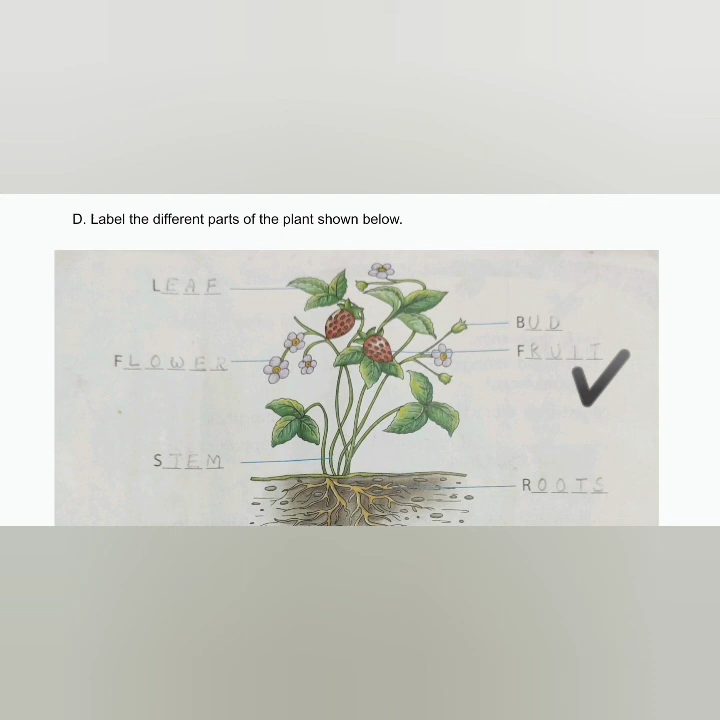 D. Label the different parts of the plant shown below.
LEAF
BUD
FRUIT
FLOWER
STEM
ROOTS